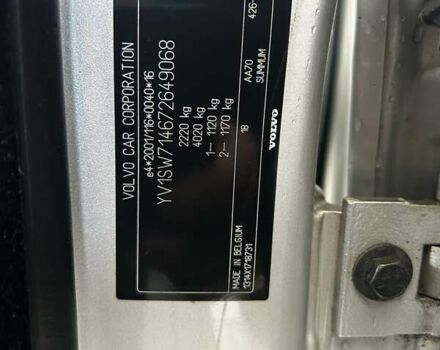 VOLVO CAR CORPORATION
e4*2001/116*0040*16
YV1SW714672649068
2220 kg
4020 kg
1— 1120 kg
2— 1170 kg
18
AA70
SUMMUM
426-
VOLVO
MADE IN BELGIUM
1314X1718731